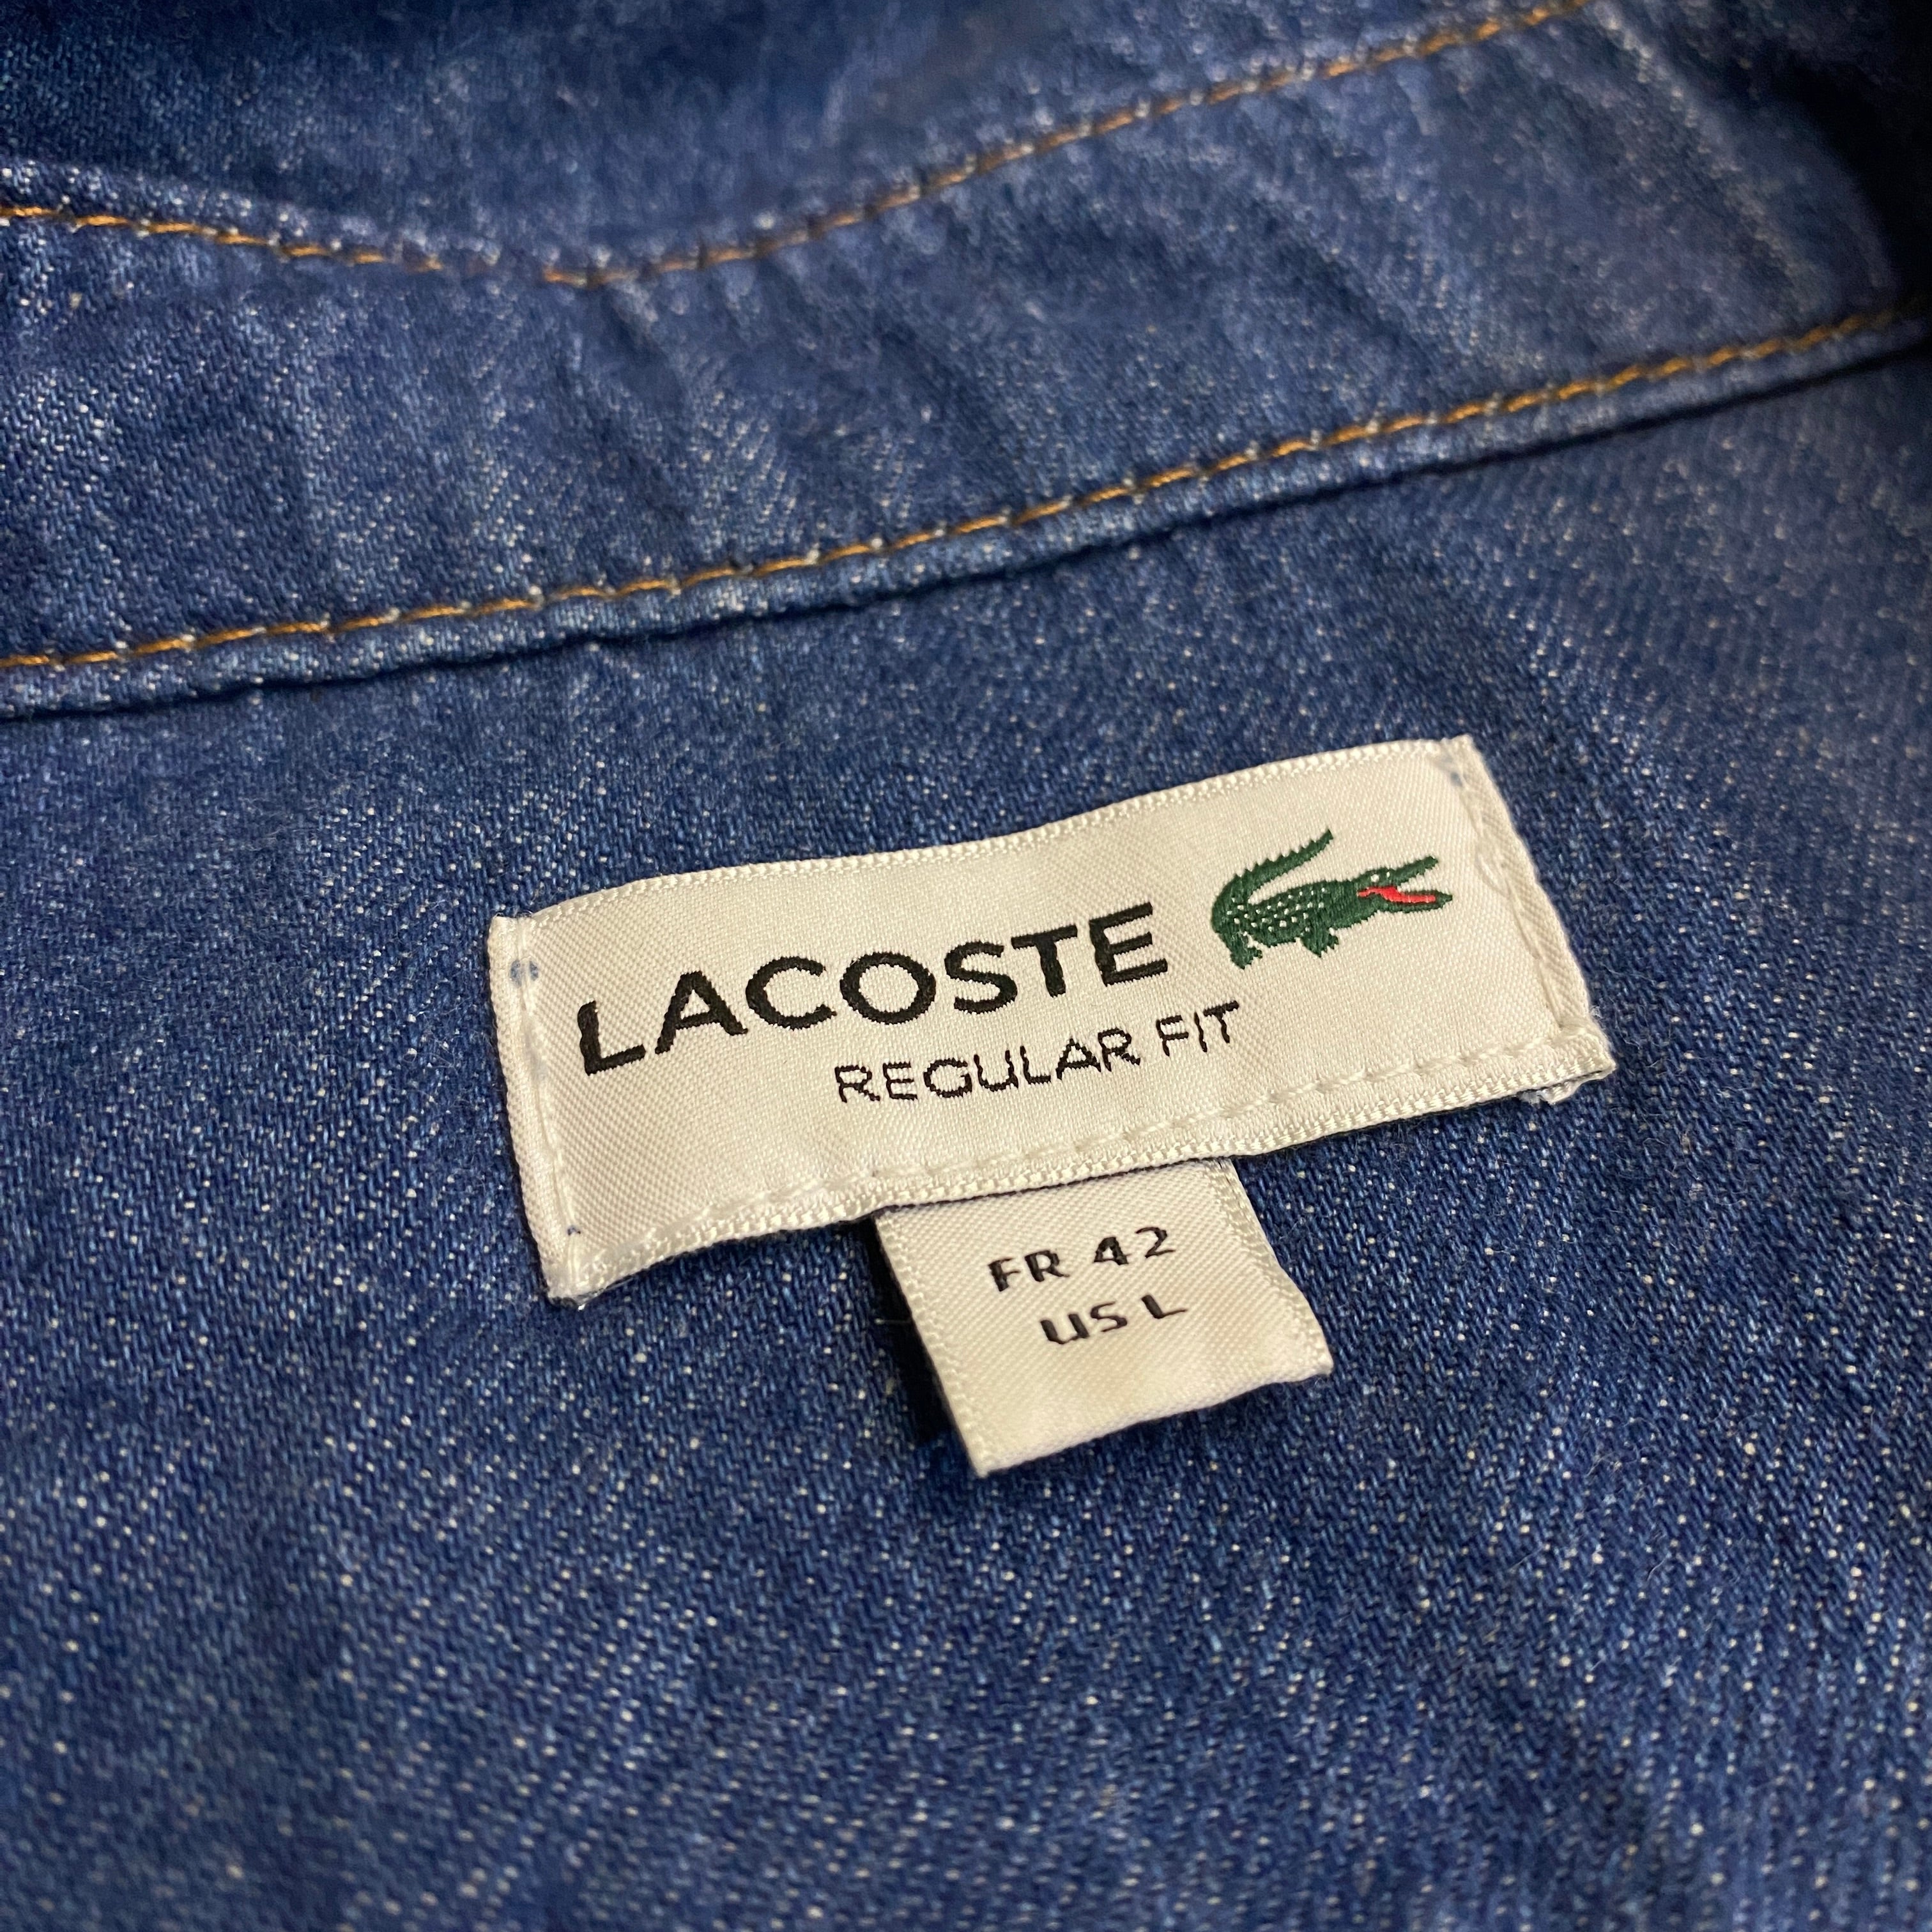 LACOSTE
REGULAR FIT
FR 42
US L